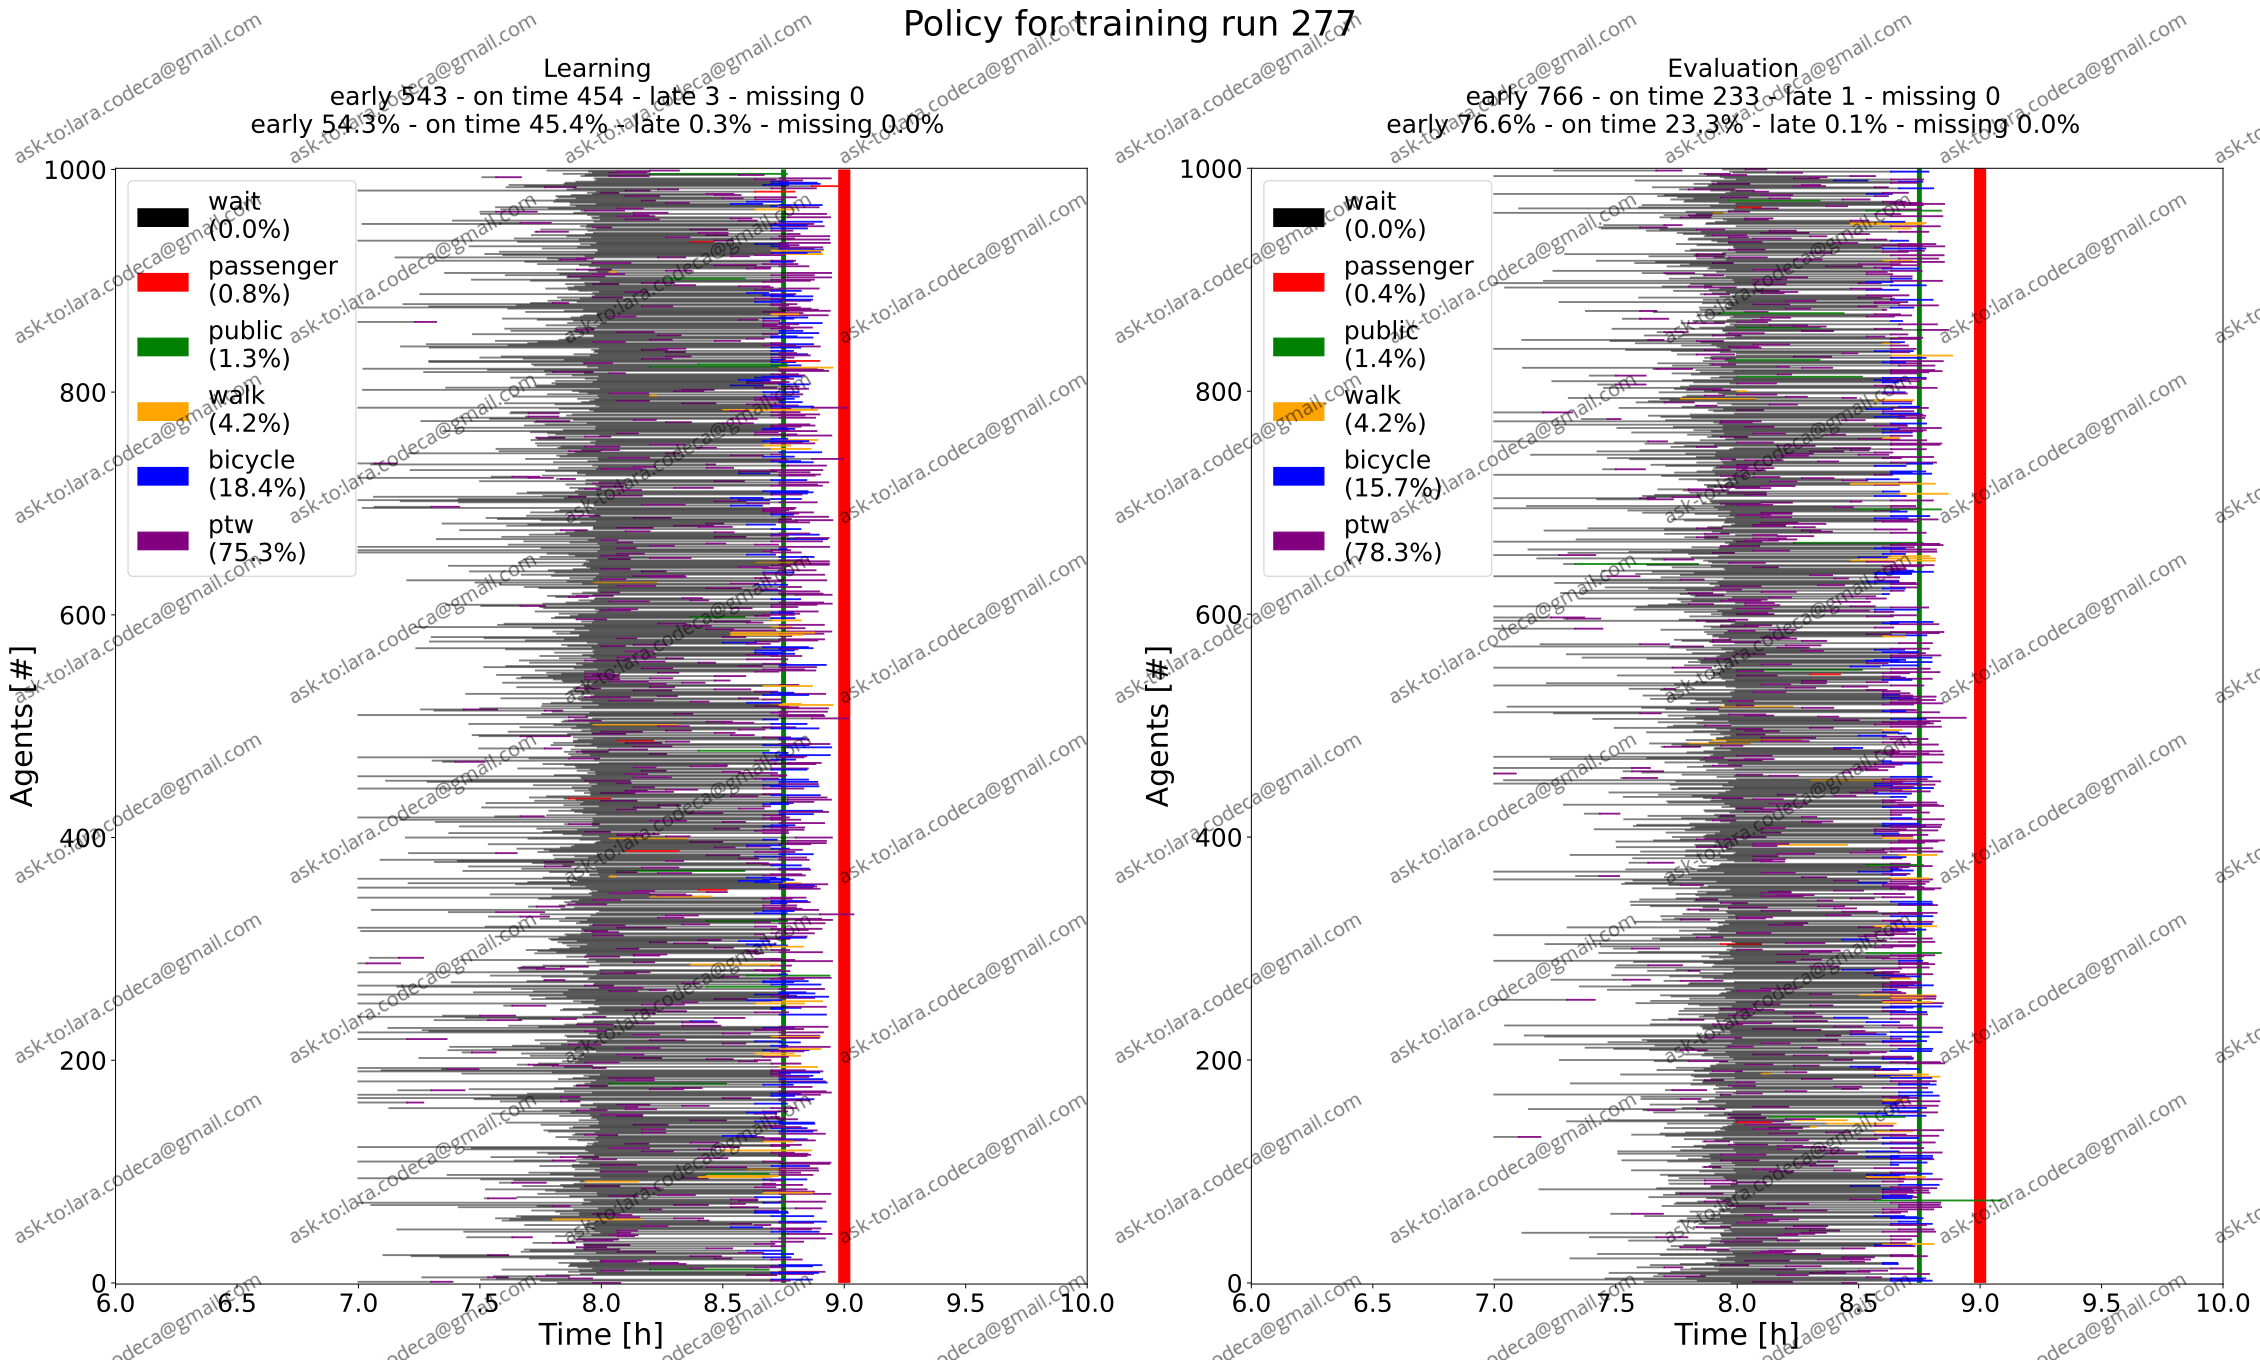 Policy for training run 277
Learning
early 543 - on time 454 - late 3 - missing 0
early 54.3% - on time 45.4% - late 0.3% - missing 0.0%
1000
800
600
400
200
0
Agents [#]
wait
(0.0%)
passenger
(0.8%)
public
(1.3%)
walk
(4.2%)
bicycle
(18.4%)
ptw
(75.3%)
6.0 6.5 7.0 7.5 8.0 8.5 9.0 9.5 10.0
Time [h]
Evaluation
early 766 - on time 233 - late 1 - missing 0
early 76.6% - on time 23.3% - late 0.1% - missing 0.0%
1000
800
600
400
200
0
Agents [#]
wait
(0.0%)
passenger
(0.4%)
public
(1.4%)
walk
(4.2%)
bicycle
(15.7%)
ptw
(78.3%)
6.0 6.5 7.0 7.5 8.0 8.5 9.0 9.5 10.0
Time [h]
ask-to:lara.codeca@gmail.com